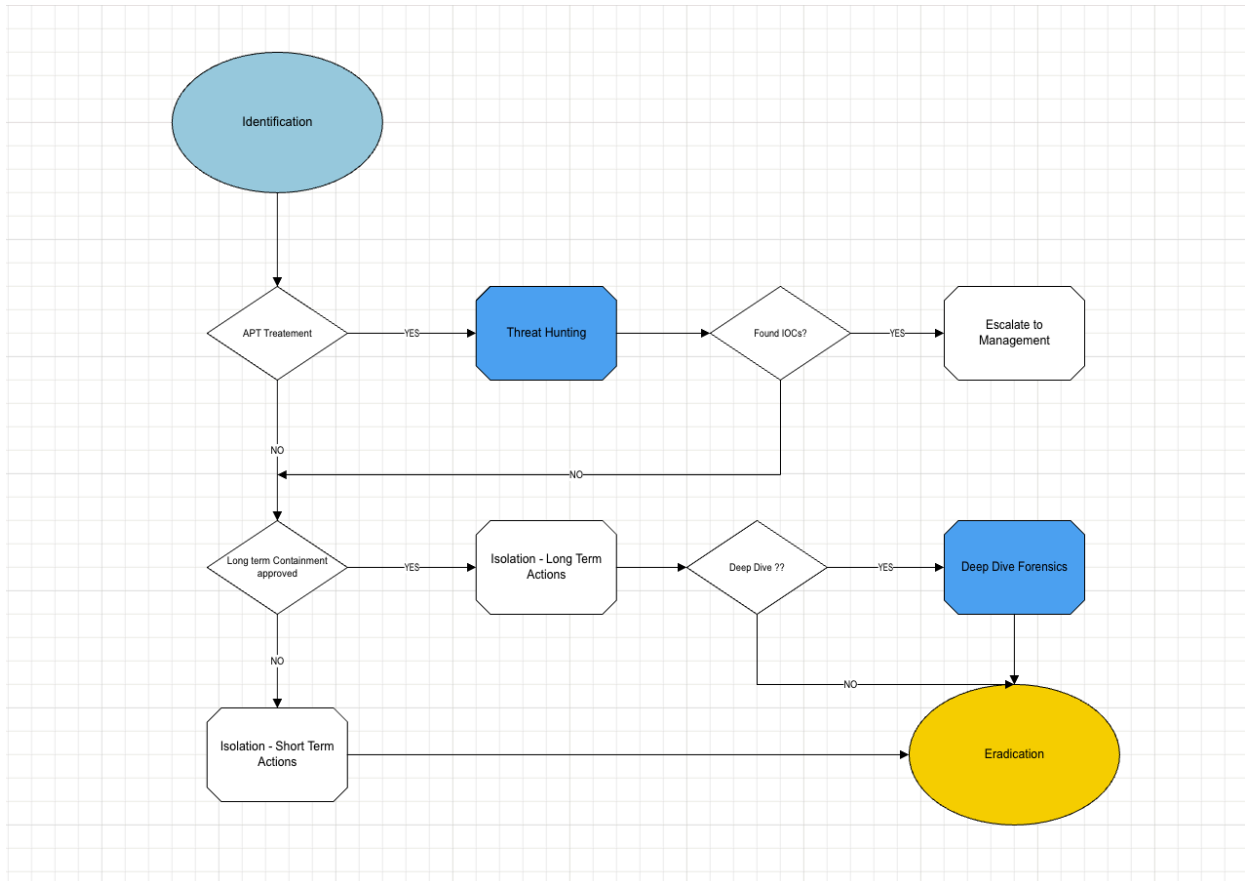 Identification
APT Treatement
YES
Threat Hunting
Found IOCs?
YES
Escalate to
Management
NO
NO
Long term Containment
approved
YES
Isolation - Long Term
Actions
Deep Dive ??
YES
Deep Dive Forensics
NO
NO
Isolation - Short Term
Actions
Eradication